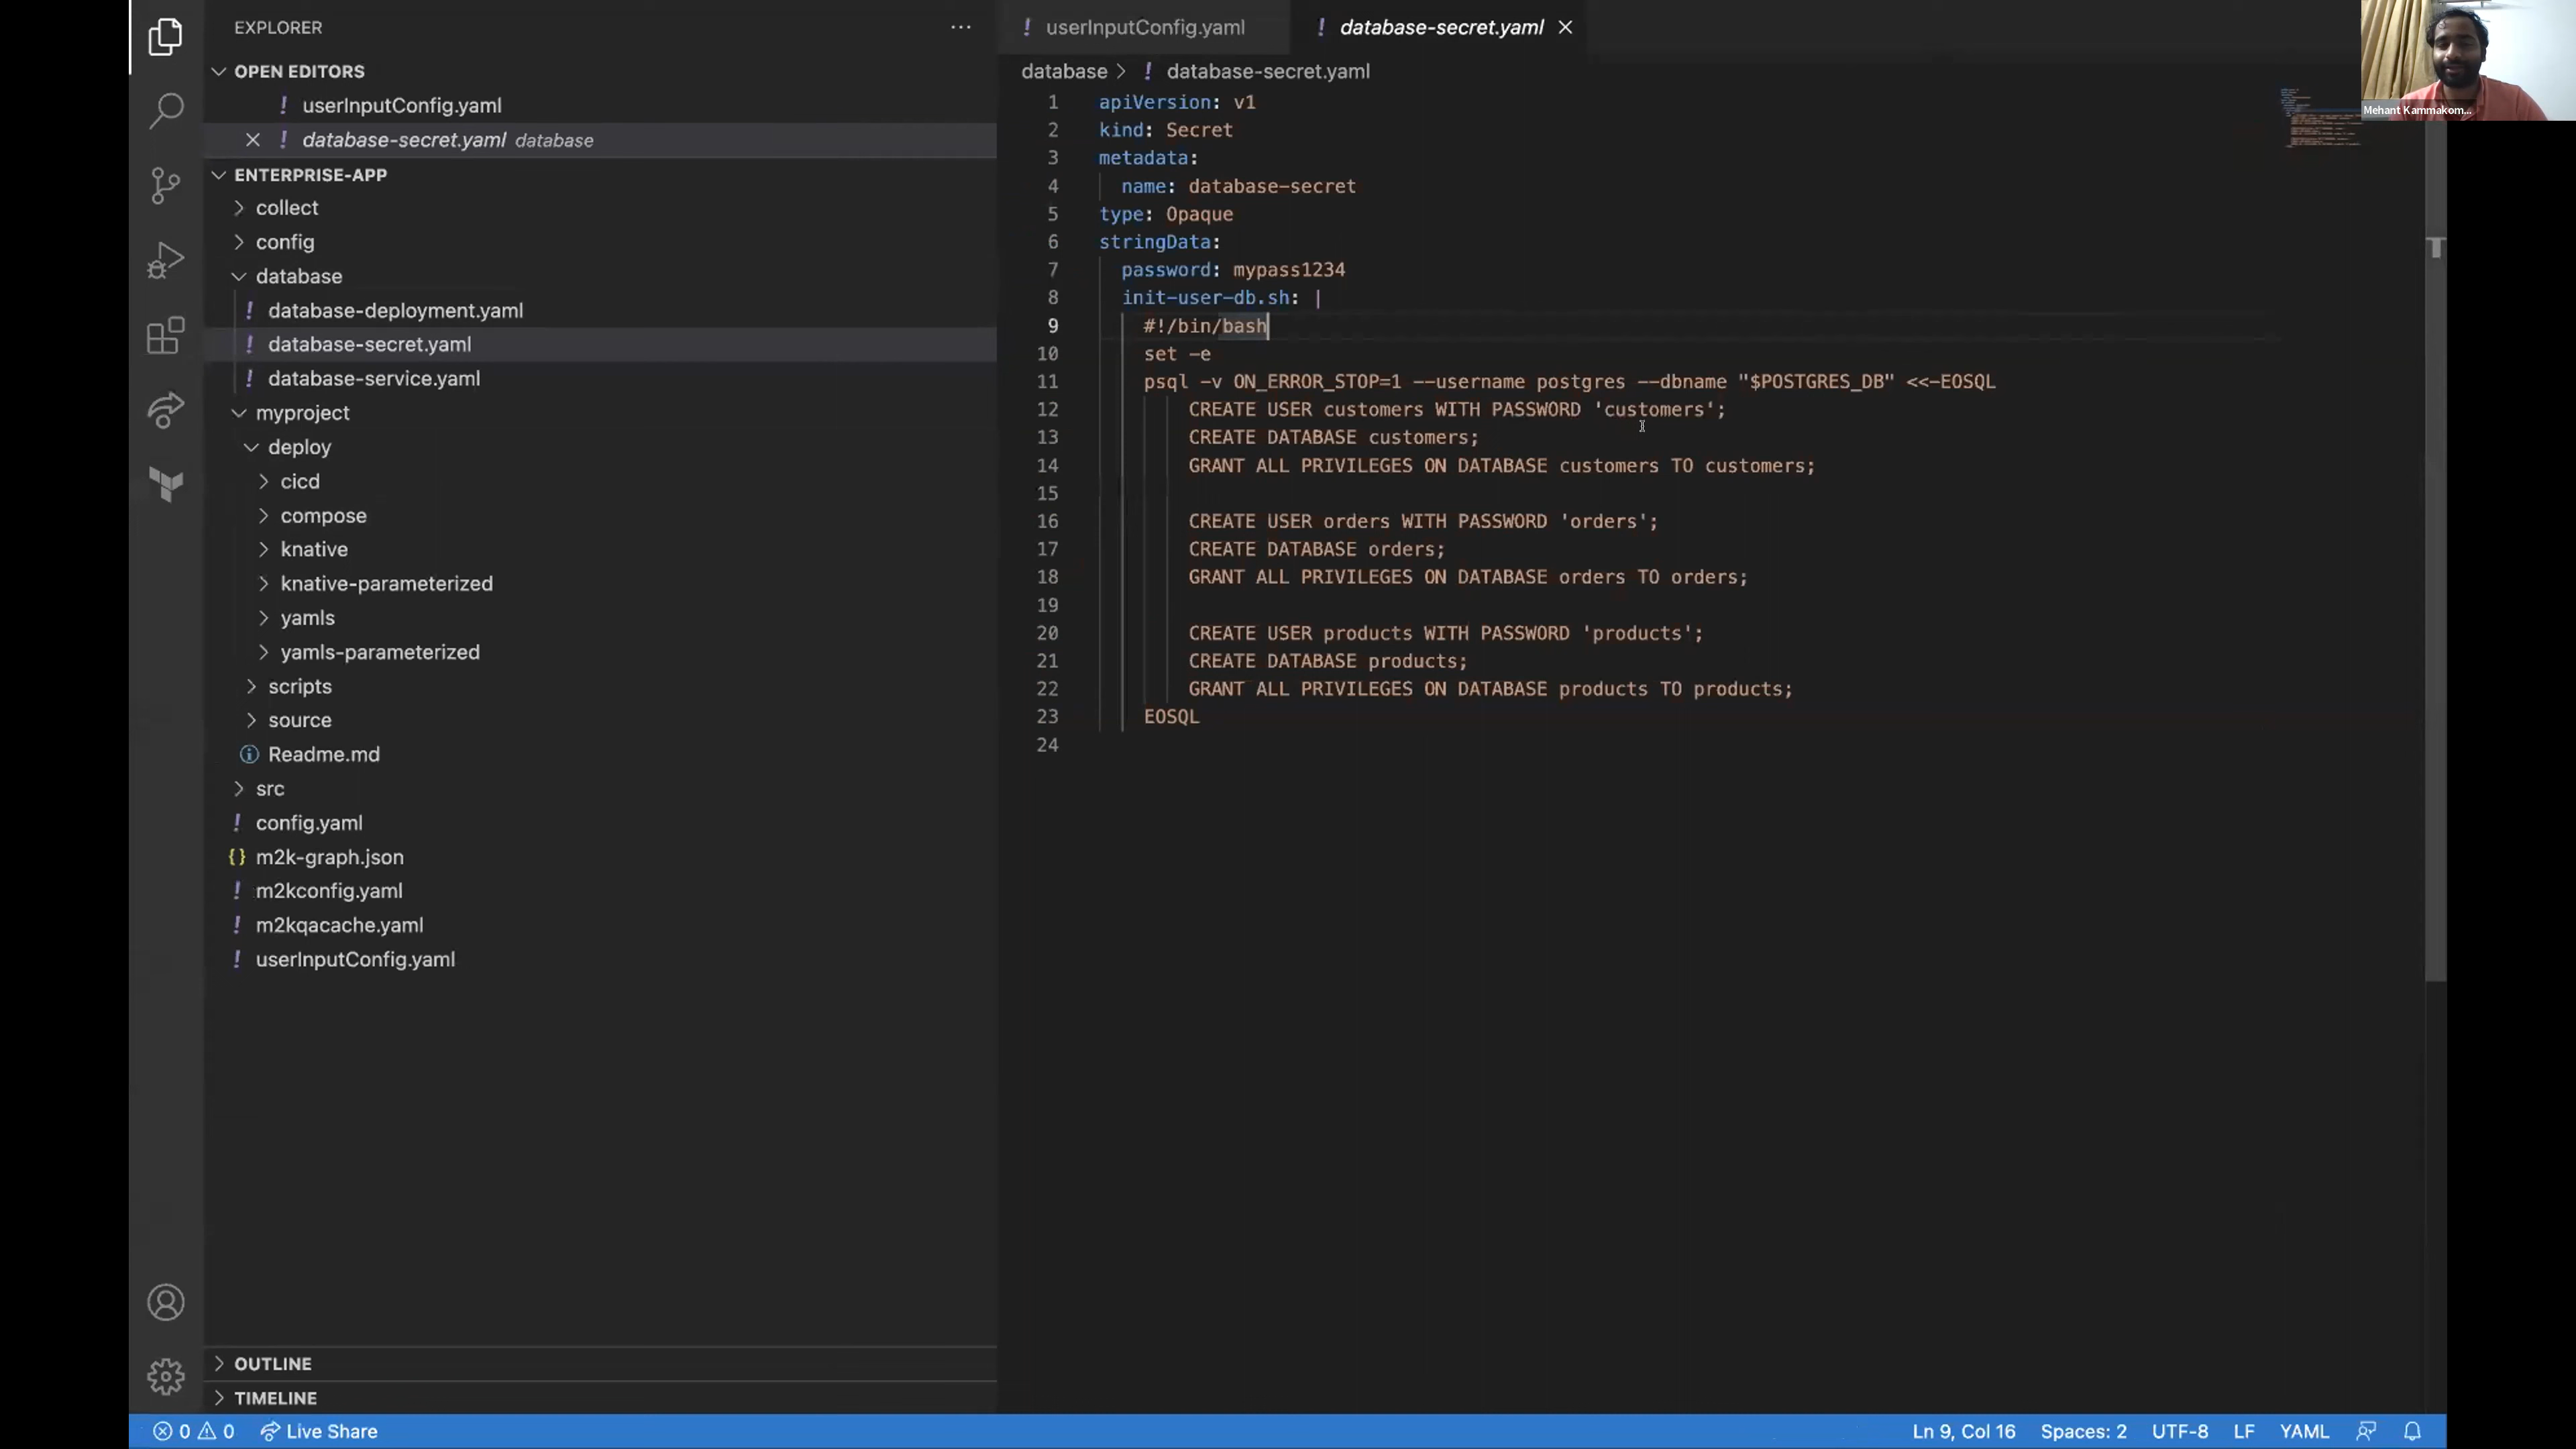 EXPLORER
OPEN EDITORS
userInputConfig.yaml
database-secret.yaml database
ENTERPRISE-APP
collect
config
database
database-deployment.yaml
database-secret.yaml
database-service.yaml
myproject
deploy
cicd
compose
knative
knative-parameterized
yamls
yamls-parameterized
scripts
source
Readme.md
src
config.yaml
{} m2k-graph.json
m2kconfig.yaml
m2kqacache.yaml
userInputConfig.yaml
OUTLINE
TIMELINE
userInputConfig.yaml
database-secret.yaml
database > ! database-secret.yaml
1 apiVersion: v1
2 kind: Secret
3 metadata:
4 name: database-secret
5 type: Opaque
6 stringData:
7 password: mypass1234
8 init-user-db.sh: |
9 #!/bin/bash
10 set -e
11 psql -v ON_ERROR_STOP=1 --username postgres --dbname "$POSTGRES_DB" <<-EOSQL
12 CREATE USER customers WITH PASSWORD 'customers';
13 CREATE DATABASE customers;
14 GRANT ALL PRIVILEGES ON DATABASE customers TO customers;
15
16 CREATE USER orders WITH PASSWORD 'orders';
17 CREATE DATABASE orders;
18 GRANT ALL PRIVILEGES ON DATABASE orders TO orders;
19
20 CREATE USER products WITH PASSWORD 'products';
21 CREATE DATABASE products;
22 GRANT ALL PRIVILEGES ON DATABASE products TO products;
23 EOSQL
24
Mehant Kammakom...
0 0 Live Share
Ln 9, Col 16 Spaces: 2 UTF-8 LF YAML